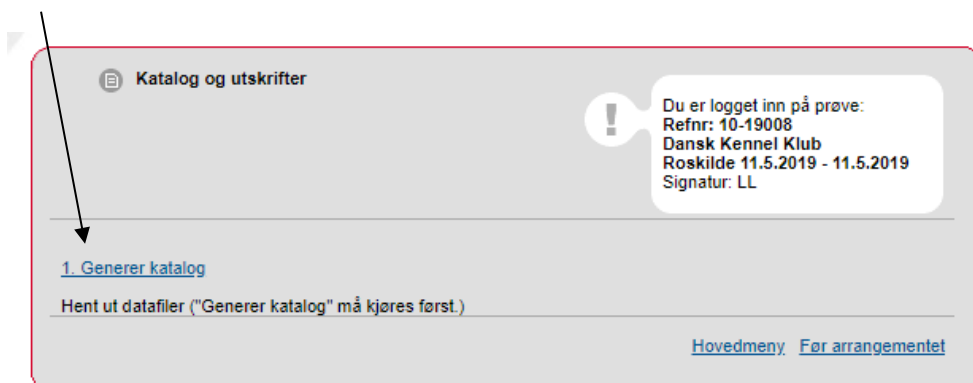 Katalog og utskrifter
Du er logget inn på prøve:
Refnr: 10-19008
Dansk Kennel Klub
Roskilde 11.5.2019 - 11.5.2019
Signatur: LL
1. Generer katalog
Hent ut datafiler ("Generer katalog" må kjøres først.)
Hovedmeny Før arrangementet